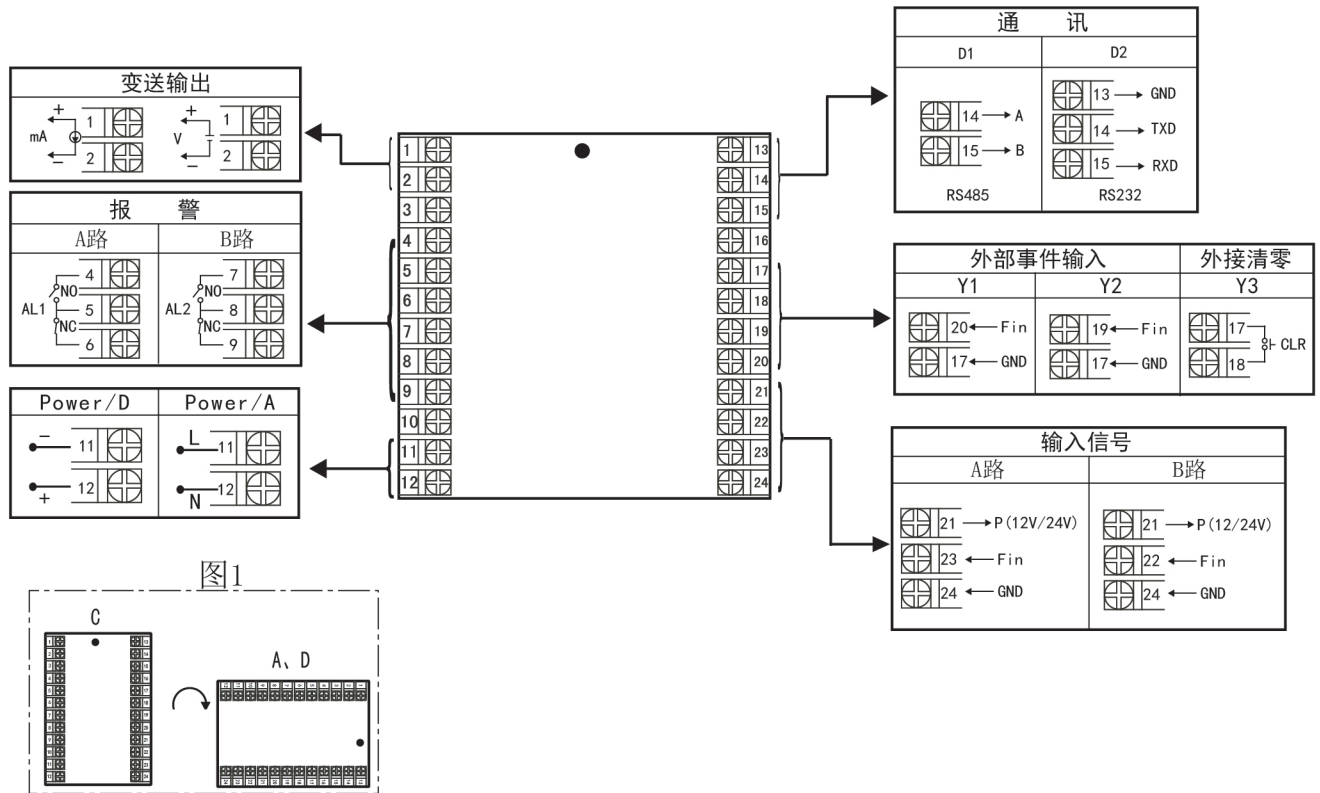 变送输出
+ 1 + 1
mA V
− 2 − 2
报 警
A路 B路
4 7
NO NO
AL1 5 AL2 8
NC NC
6 9
Power/D Power/A
− 11 L 11
+ 12 N 12
1 13
2 14
3 15
4 16
5 17
6 18
7 19
8 20
9 21
10 22
11 23
12 24
通 讯
D1 D2
13 GND
14 A 14 TXD
15 B 15 RXD
RS485 RS232
外部事件输入 外接清零
Y1 Y2 Y3
20 Fin 19 Fin 17
CLR
17 GND 17 GND 18
输入信号
A路 B路
21 P(12V/24V) 21 P(12/24V)
23 Fin 22 Fin
24 GND 24 GND
图1
C
A、D